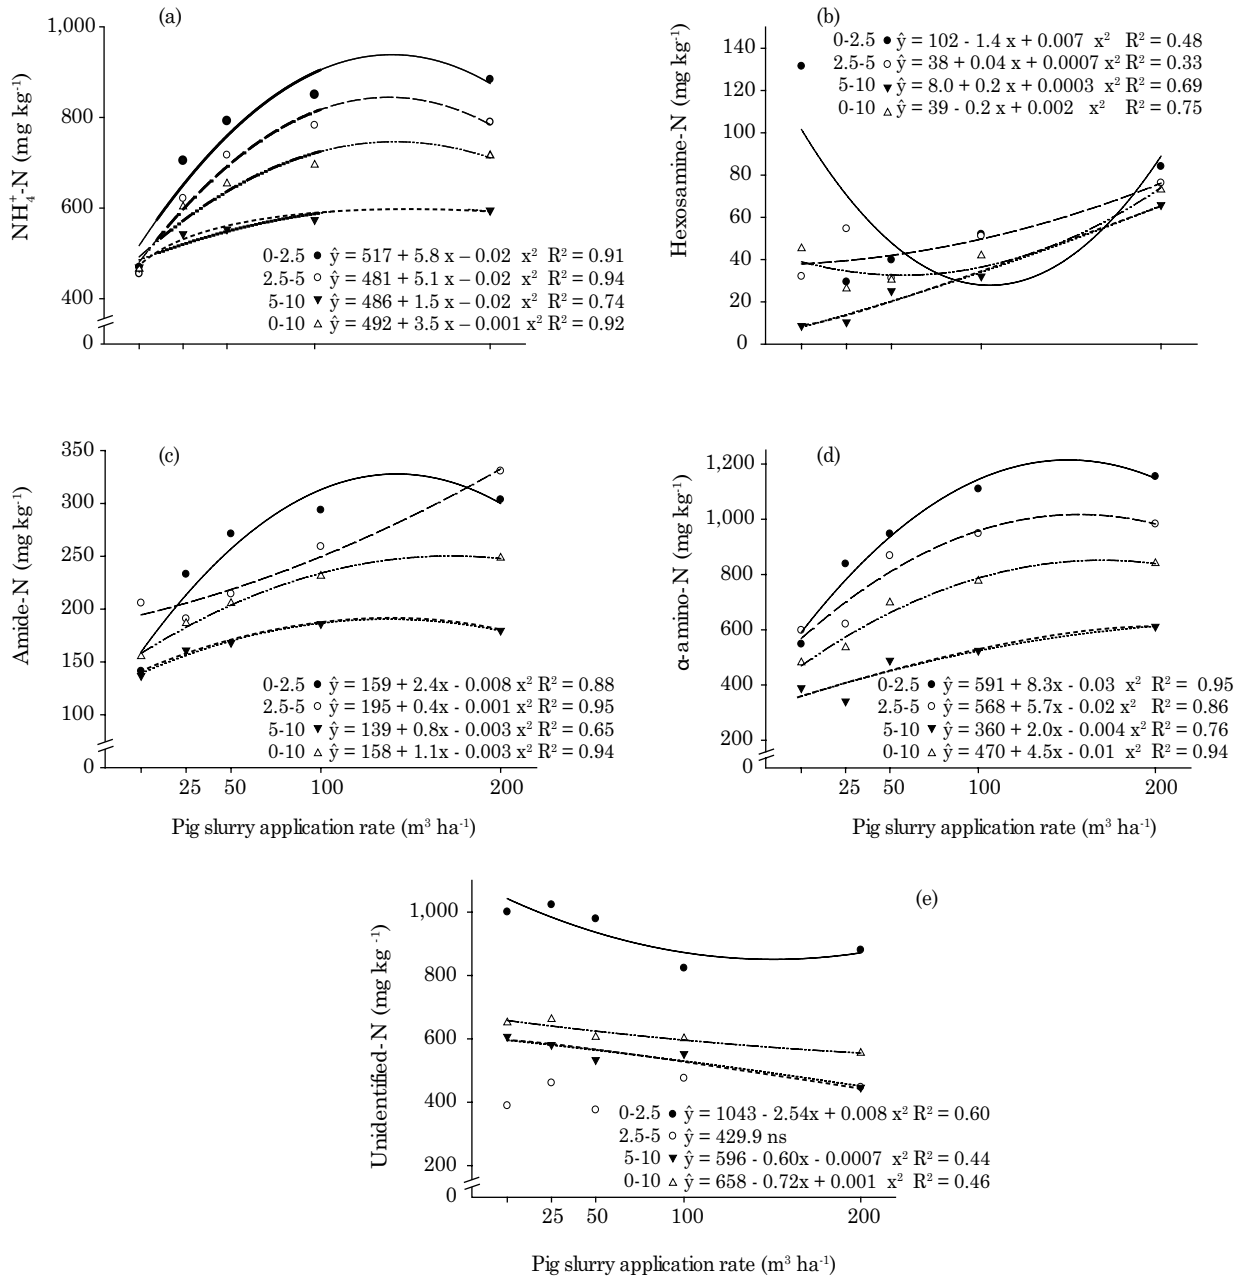 (a)
1,000
800
600
400
0
NH₄⁺-N (mg kg⁻¹)
0-2.5 ● ŷ = 517 + 5.8 x – 0.02 x² R² = 0.91
2.5-5 ○ ŷ = 481 + 5.1 x – 0.02 x² R² = 0.94
5-10 ▼ ŷ = 486 + 1.5 x – 0.02 x² R² = 0.74
0-10 △ ŷ = 492 + 3.5 x – 0.001 x² R² = 0.92
(b)
140
120
100
80
60
40
20
0
Hexosamine-N (mg kg⁻¹)
0-2.5 ● ŷ = 102 - 1.4 x + 0.007 x² R² = 0.48
2.5-5 ○ ŷ = 38 + 0.04 x + 0.0007 x² R² = 0.33
5-10 ▼ ŷ = 8.0 + 0.2 x + 0.0003 x² R² = 0.69
0-10 △ ŷ = 39 - 0.2 x + 0.002 x² R² = 0.75
(c)
350
300
250
200
150
100
0
Amide-N (mg kg⁻¹)
0-2.5 ● ŷ = 159 + 2.4x - 0.008 x² R² = 0.88
2.5-5 ○ ŷ = 195 + 0.4x - 0.001 x² R² = 0.95
5-10 ▼ ŷ = 139 + 0.8x - 0.003 x² R² = 0.65
0-10 △ ŷ = 158 + 1.1x - 0.003 x² R² = 0.94
25 50 100 200
Pig slurry application rate (m³ ha⁻¹)
(d)
1,200
1,000
800
600
400
200
0
α-amino-N (mg kg⁻¹)
0-2.5 ● ŷ = 591 + 8.3x - 0.03 x² R² = 0.95
2.5-5 ○ ŷ = 568 + 5.7x - 0.02 x² R² = 0.86
5-10 ▼ ŷ = 360 + 2.0x - 0.004 x² R² = 0.76
0-10 △ ŷ = 470 + 4.5x - 0.01 x² R² = 0.94
25 50 100 200
Pig slurry application rate (m³ ha⁻¹)
(e)
1,000
800
600
400
200
0
Unidentified-N (mg kg⁻¹)
0-2.5 ● ŷ = 1043 - 2.54x + 0.008 x² R² = 0.60
2.5-5 ○ ŷ = 429.9 ns
5-10 ▼ ŷ = 596 - 0.60x - 0.0007 x² R² = 0.44
0-10 △ ŷ = 658 - 0.72x + 0.001 x² R² = 0.46
25 50 100 200
Pig slurry application rate (m³ ha⁻¹)